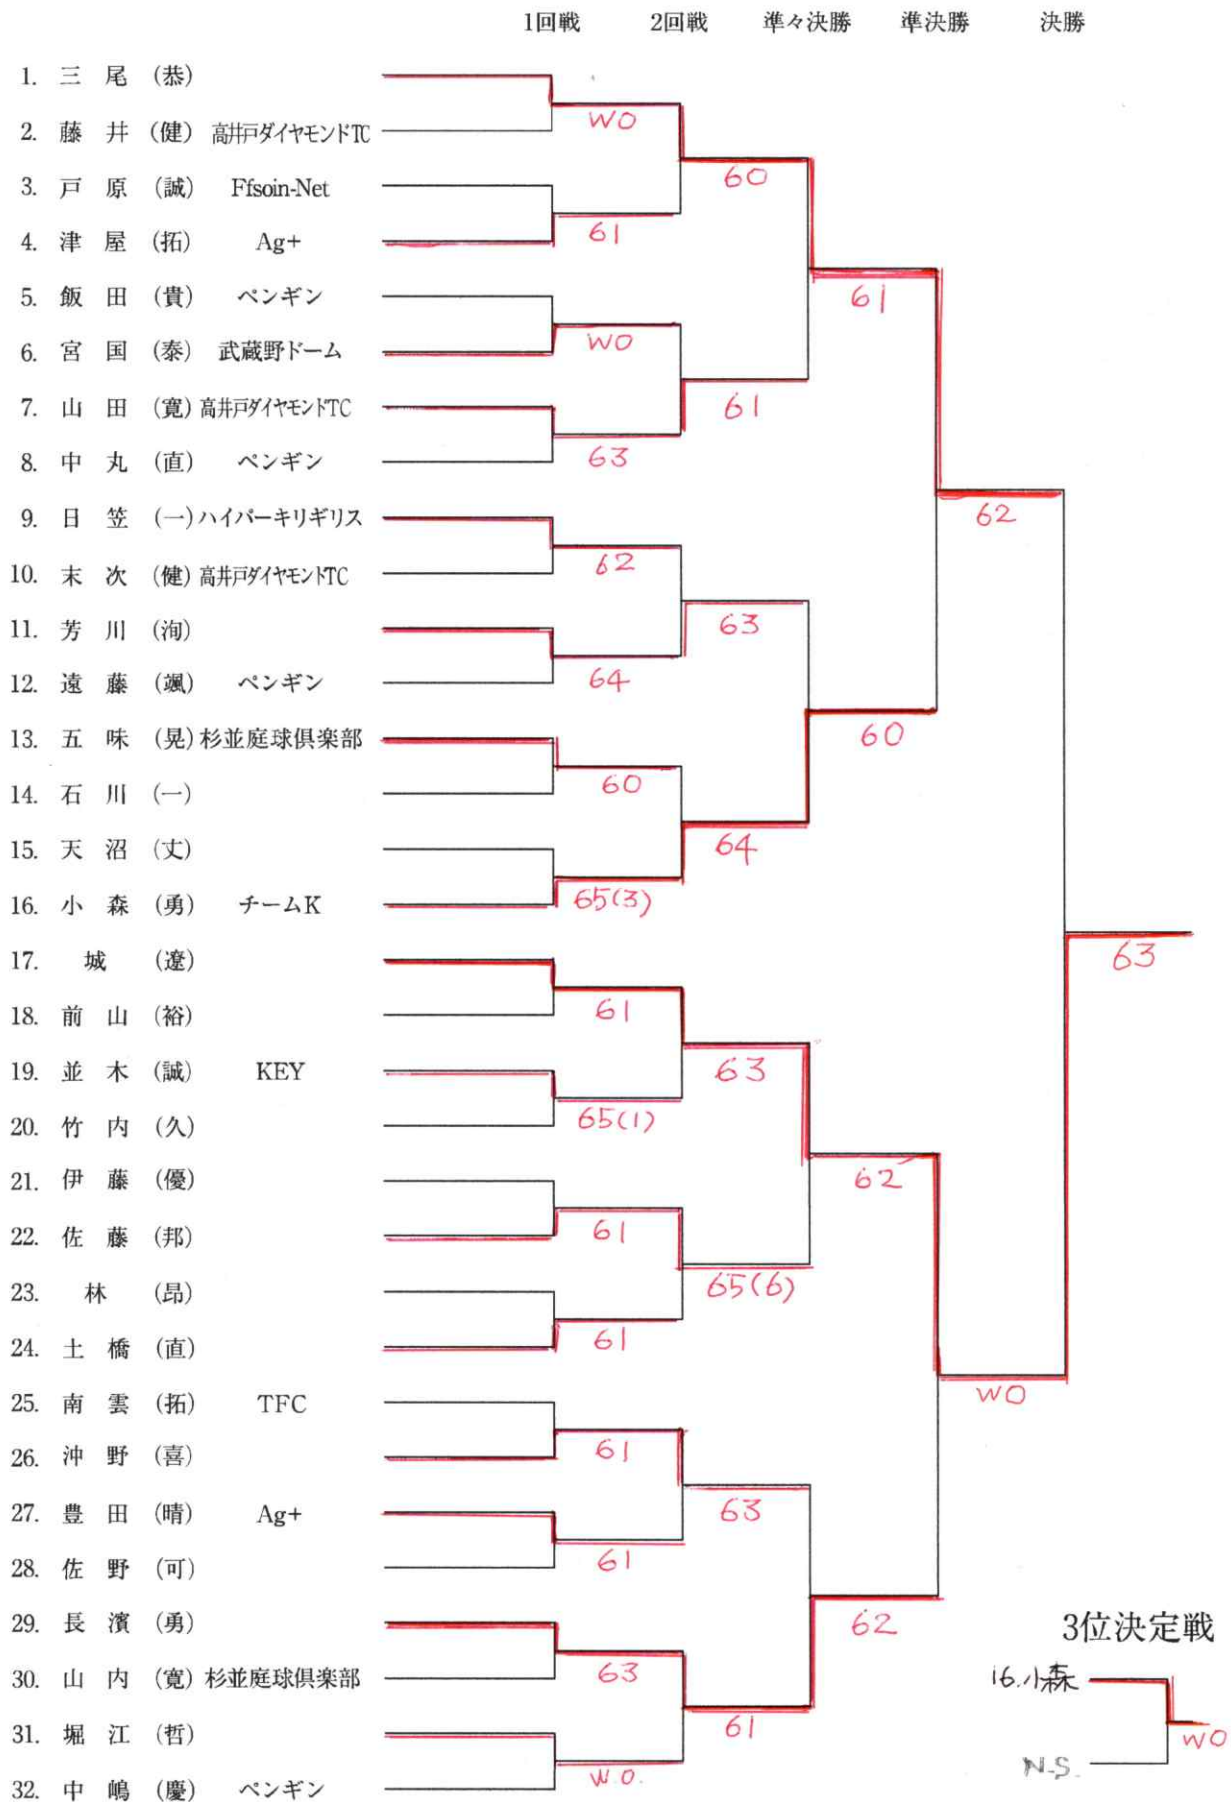 1回戦 2回戦 準々決勝 準決勝 決勝
1. 三尾 (恭)
WO
2. 藤井 (健) 高井戸ダイヤモンドTC
60
3. 戸原 (誠) Ffsoin-Net
61
4. 津屋 (拓) Ag+
5. 飯田 (貴) ペンギン
61
WO
6. 宮国 (泰) 武蔵野ドーム
7. 山田 (寛) 高井戸ダイヤモンドTC
61
63
8. 中丸 (直) ペンギン
9. 日笠 (一) ハイパーキリギリス
62
62
10. 末次 (健) 高井戸ダイヤモンドTC
11. 芳川 (洵)
63
64
12. 遠藤 (颯) ペンギン
13. 五味 (晃) 杉並庭球倶楽部
60
60
14. 石川 (一)
15. 天沼 (丈)
64
65(3)
16. 小森 (勇) チームK
17. 城 (遼)
63
61
18. 前山 (裕)
19. 並木 (誠) KEY
63
65(1)
20. 竹内 (久)
21. 伊藤 (優)
62
61
22. 佐藤 (邦)
65(6)
23. 林 (昂)
61
24. 土橋 (直)
25. 南雲 (拓) TFC
WO
61
26. 沖野 (喜)
27. 豊田 (晴) Ag+
63
61
28. 佐野 (可)
29. 長濱 (勇)
62
3位決定戦
63
30. 山内 (寛) 杉並庭球倶楽部
16.小森
61
31. 堀江 (哲)
WO
N.S.
W.O.
32. 中嶋 (慶) ペンギン